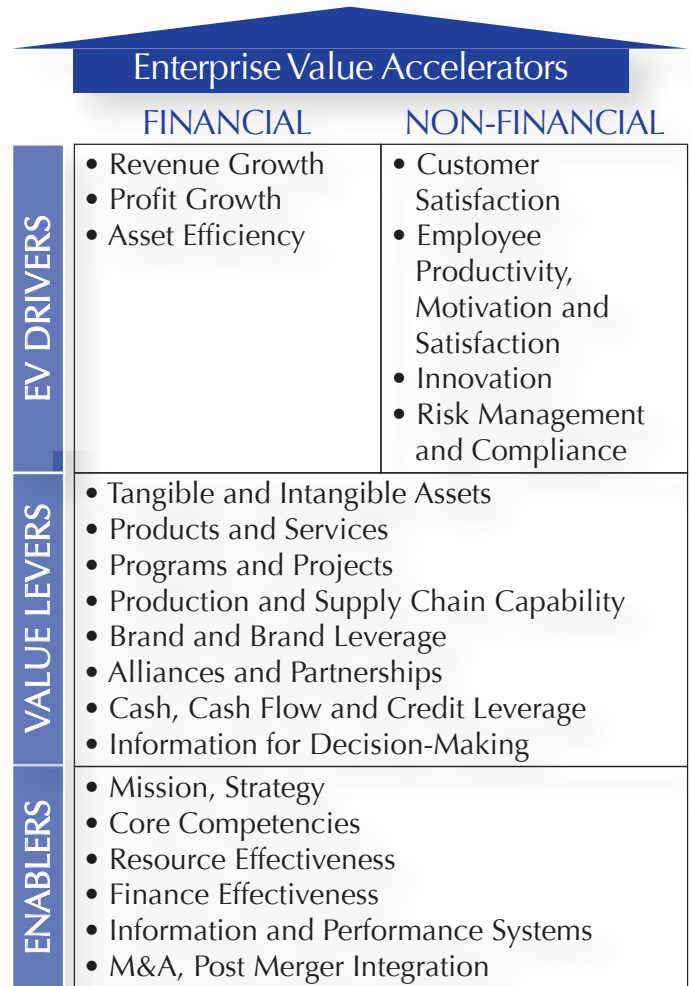 Enterprise Value Accelerators
FINANCIAL
NON-FINANCIAL
EV DRIVERS
• Revenue Growth
• Profit Growth
• Asset Efficiency
• Customer
Satisfaction
• Employee
Productivity,
Motivation and
Satisfaction
• Innovation
• Risk Management
and Compliance
VALUE LEVERS
• Tangible and Intangible Assets
• Products and Services
• Programs and Projects
• Production and Supply Chain Capability
• Brand and Brand Leverage
• Alliances and Partnerships
• Cash, Cash Flow and Credit Leverage
• Information for Decision-Making
ENABLERS
• Mission, Strategy
• Core Competencies
• Resource Effectiveness
• Finance Effectiveness
• Information and Performance Systems
• M&A, Post Merger Integration